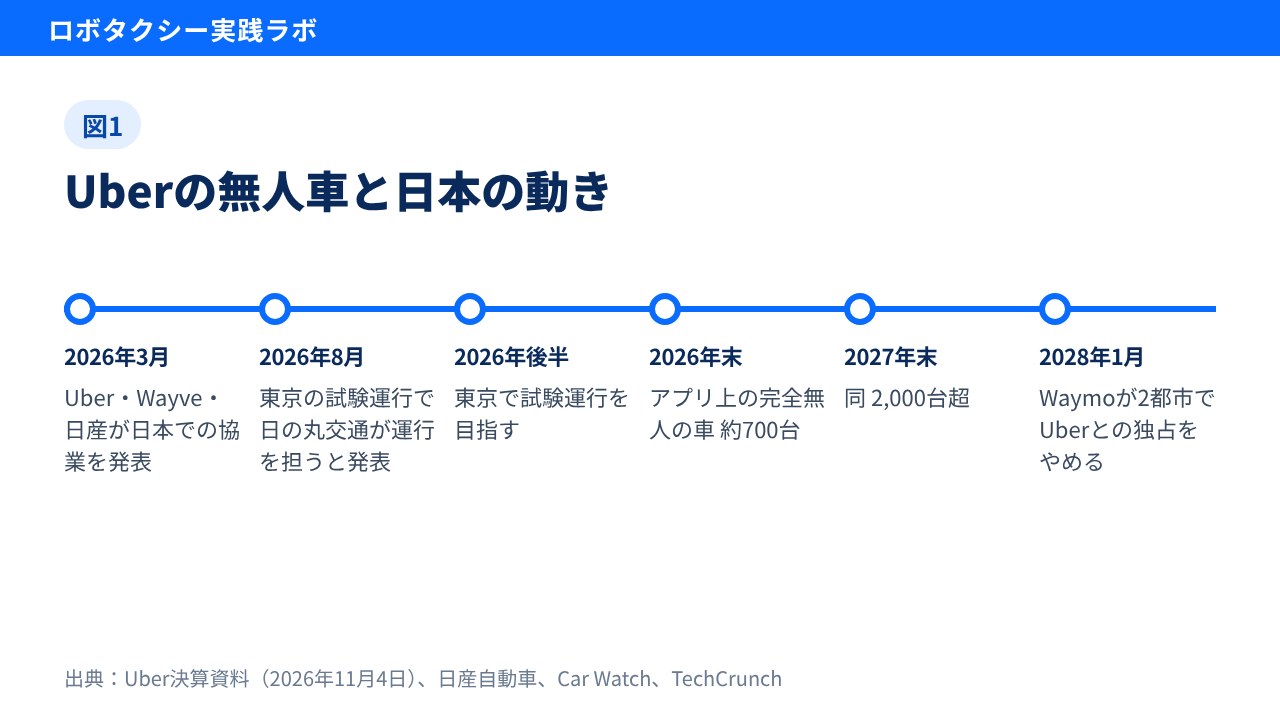 ロボタクシー実践ラボ
図1
Uberの無人車と日本の動き
2026年3月
Uber・Wayve・
日産が日本での協
業を発表
2026年8月
東京の試験運行で
日の丸交通が運行
を担うと発表
2026年後半
東京で試験運行を
目指す
2026年末
アプリ上の完全無
人の車 約700台
2027年末
同 2,000台超
2028年1月
Waymoが2都市で
Uberとの独占を
やめる
出典：Uber決算資料（2026年11月4日）、日産自動車、Car Watch、TechCrunch